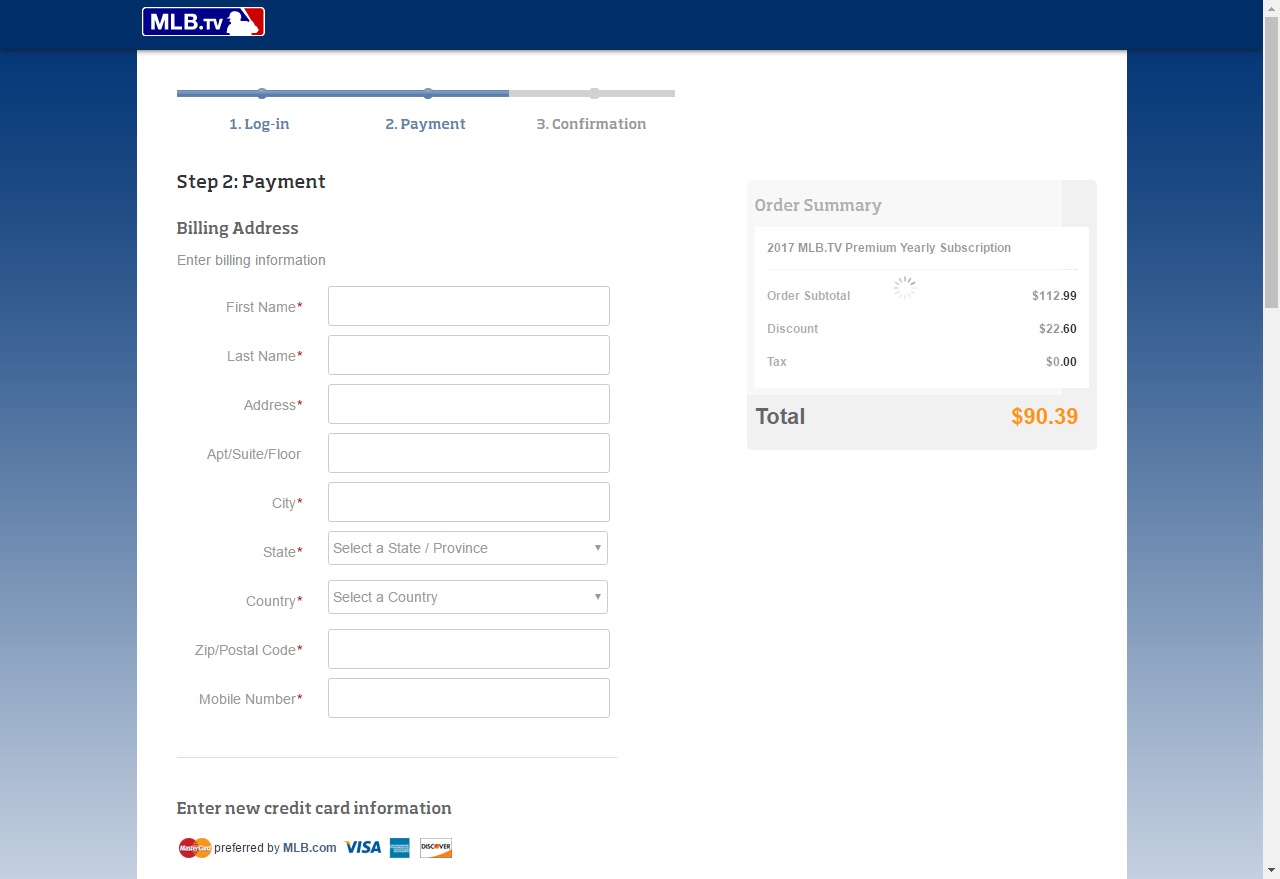 MLB.TV
1. Log-in
2. Payment
3. Confirmation
Step 2: Payment
Billing Address
Enter billing information
First Name*
Last Name*
Address*
Apt/Suite/Floor
City*
State*
Select a State / Province
Country*
Select a Country
Zip/Postal Code*
Mobile Number*
Order Summary
2017 MLB.TV Premium Yearly Subscription
Order Subtotal $112.99
Discount $22.60
Tax $0.00
Total $90.39
Enter new credit card information
MasterCard preferred by MLB.com VISA DISCOVER